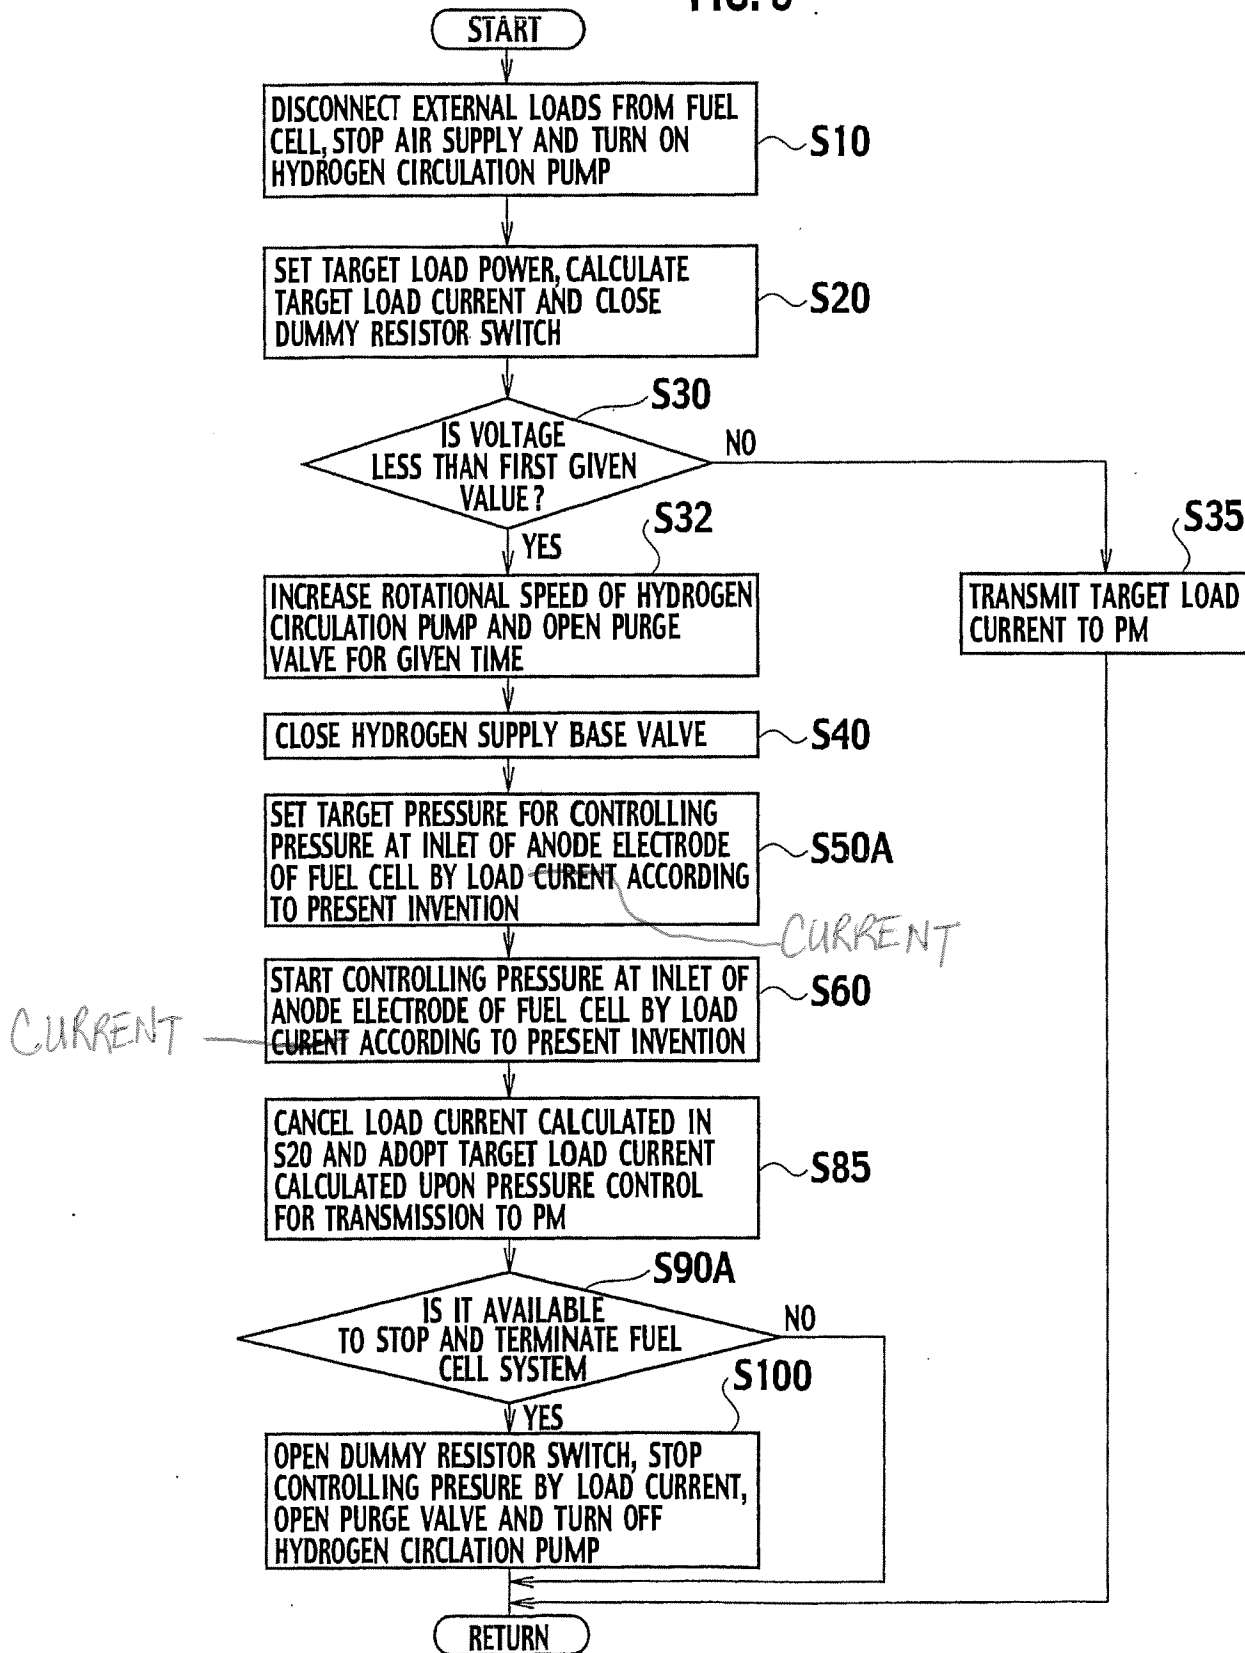 START
DISCONNECT EXTERNAL LOADS FROM FUEL
CELL, STOP AIR SUPPLY AND TURN ON
HYDROGEN CIRCULATION PUMP
S10
SET TARGET LOAD POWER, CALCULATE
TARGET LOAD CURRENT AND CLOSE
DUMMY RESISTOR SWITCH
S20
S30
IS VOLTAGE
LESS THAN FIRST GIVEN
VALUE?
NO
YES
S32
S35
INCREASE ROTATIONAL SPEED OF HYDROGEN
CIRCULATION PUMP AND OPEN PURGE
VALVE FOR GIVEN TIME
TRANSMIT TARGET LOAD
CURRENT TO PM
CLOSE HYDROGEN SUPPLY BASE VALVE
S40
SET TARGET PRESSURE FOR CONTROLLING
PRESSURE AT INLET OF ANODE ELECTRODE
OF FUEL CELL BY LOAD CURENT ACCORDING
TO PRESENT INVENTION
S50A
CURRENT
START CONTROLLING PRESSURE AT INLET OF
ANODE ELECTRODE OF FUEL CELL BY LOAD
CURENT ACCORDING TO PRESENT INVENTION
S60
CURRENT
CANCEL LOAD CURRENT CALCULATED IN
S20 AND ADOPT TARGET LOAD CURRENT
CALCULATED UPON PRESSURE CONTROL
FOR TRANSMISSION TO PM
S85
S90A
IS IT AVAILABLE
TO STOP AND TERMINATE FUEL
CELL SYSTEM
NO
YES
S100
OPEN DUMMY RESISTOR SWITCH, STOP
CONTROLLING PRESURE BY LOAD CURRENT,
OPEN PURGE VALVE AND TURN OFF
HYDROGEN CIRCLATION PUMP
RETURN